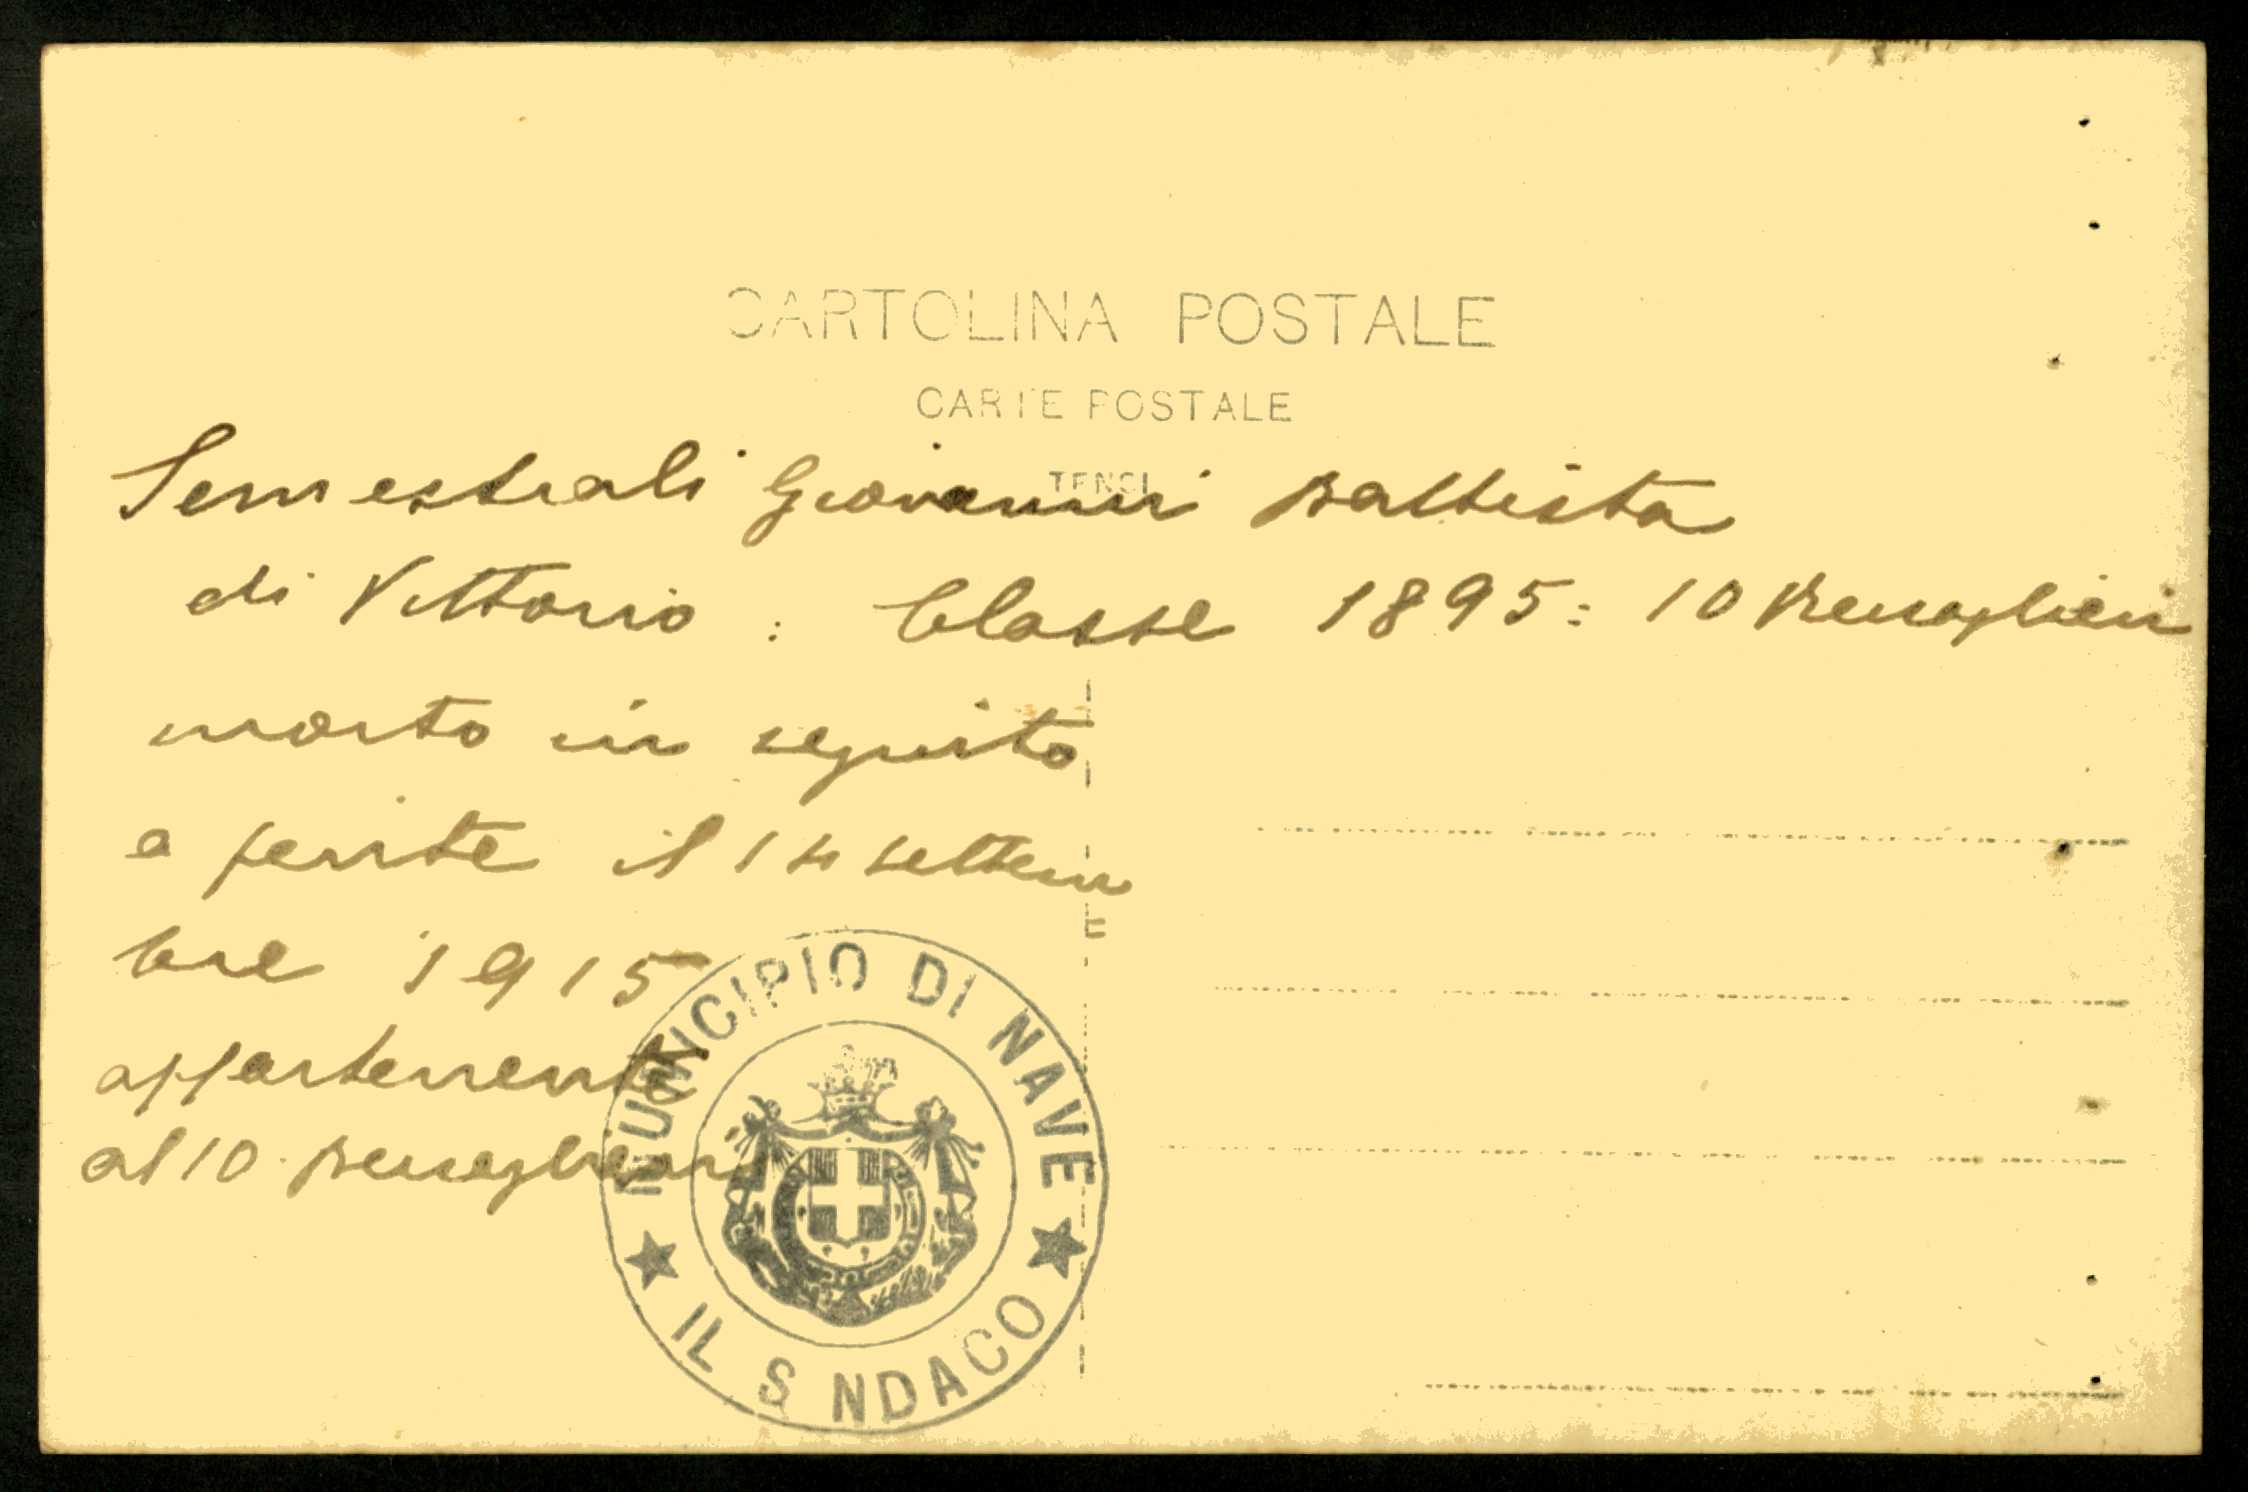 CARTOLINA POSTALE
CARTE POSTALE
TENCI
Semestrali Giovanni Battista
di Vittorio : Classe 1895: 10 Bersaglieri
morto in seguito
a ferite il 14 settem
bre 1915
appartenente
al 10 Bersaglieri
MUNICIPIO DI NAVE
★ IL SINDACO ★